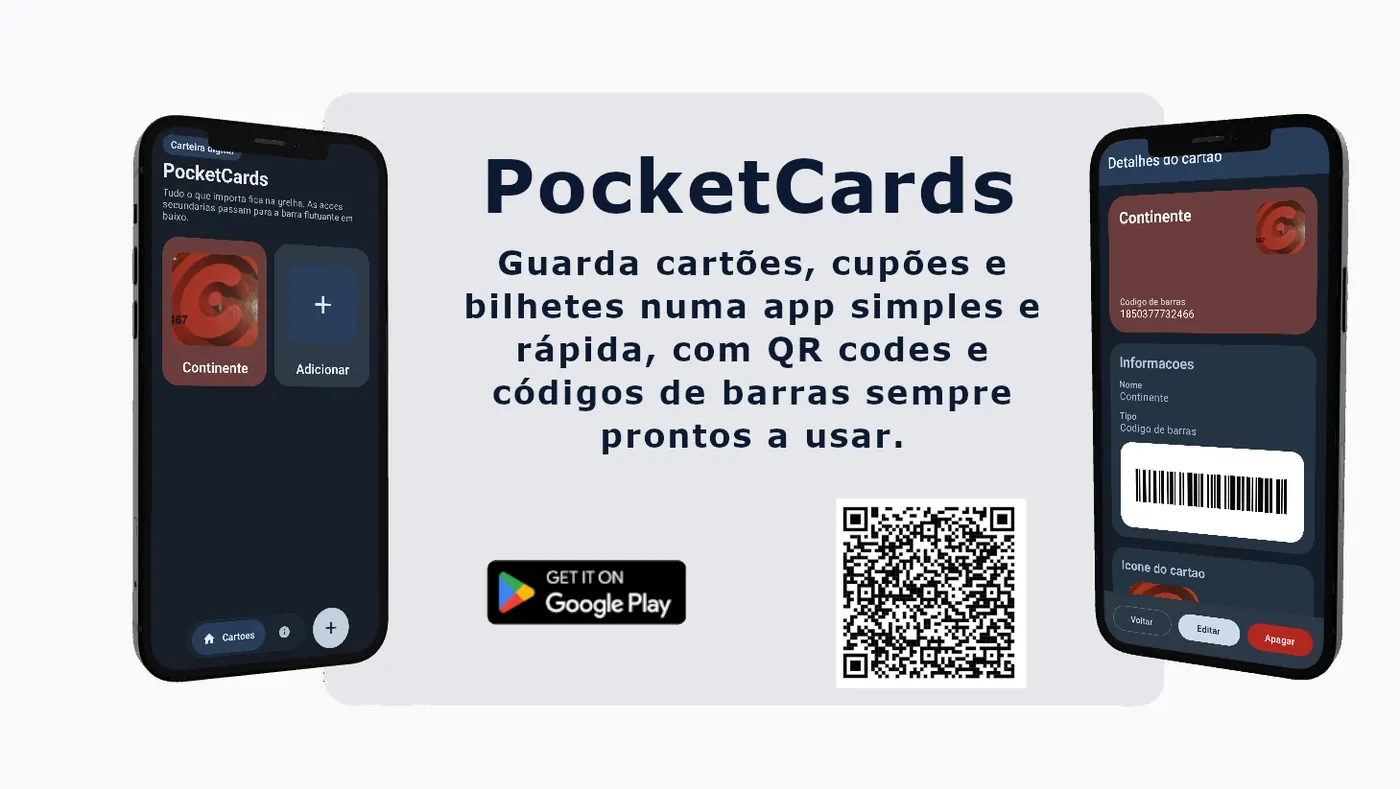 Carteira digital
PocketCards
Tudo o que importa fica na grelha. As acoes
secundarias passam para a barra flutuante em
baixo.
467
Continente
+
Adicionar
Cartoes
+
PocketCards
Guarda cartões, cupões e
bilhetes numa app simples e
rápida, com QR codes e
códigos de barras sempre
prontos a usar.
GET IT ON
Google Play
Detalhes do cartao
Continente
Codigo de barras
1850377732466
Informacoes
Nome
Continente
Tipo
Codigo de barras
Icone do cartao
Voltar
Editar
Apagar